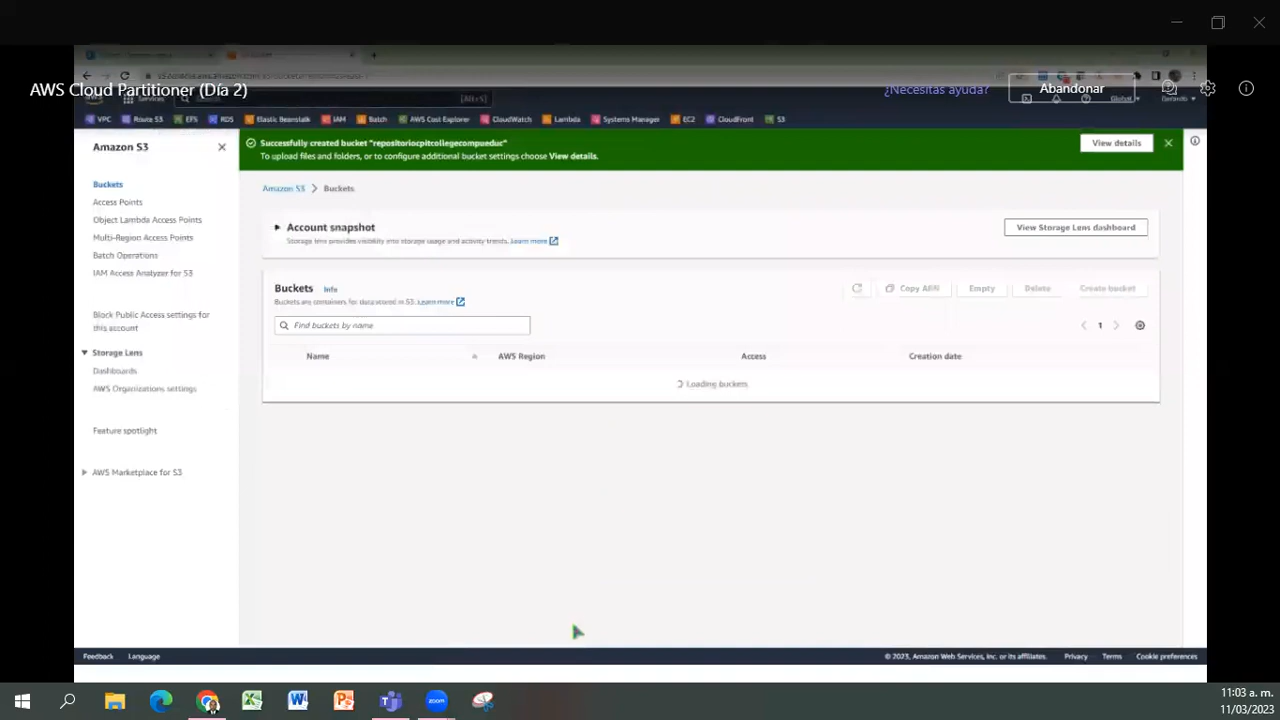 AWS Cloud Partitioner (Día 2)
¿Necesitas ayuda?
Abandonar
Services
[Alt+S]
Global
VPC
Route 53
EFS
RDS
Elastic Beanstalk
IAM
Batch
AWS Cost Explorer
CloudWatch
Lambda
Systems Manager
EC2
CloudFront
S3
Amazon S3
Successfully created bucket "repositoriocpitcollegecompueduc"
To upload files and folders, or to configure additional bucket settings choose View details.
View details
Buckets
Access Points
Object Lambda Access Points
Multi-Region Access Points
Batch Operations
IAM Access Analyzer for S3
Block Public Access settings for
this account
Storage Lens
Dashboards
AWS Organizations settings
Feature spotlight
AWS Marketplace for S3
Amazon S3 > Buckets
Account snapshot
Storage lens provides visibility into storage usage and activity trends. Learn more
View Storage Lens dashboard
Buckets Info
Buckets are containers for data stored in S3. Learn more
Copy ARN
Empty
Delete
Create bucket
Find buckets by name
1
Name
AWS Region
Access
Creation date
Loading buckets
Feedback
Language
© 2023, Amazon Web Services, Inc. or its affiliates.
Privacy
Terms
Cookie preferences
zoom
11:03 a. m.
11/03/2023